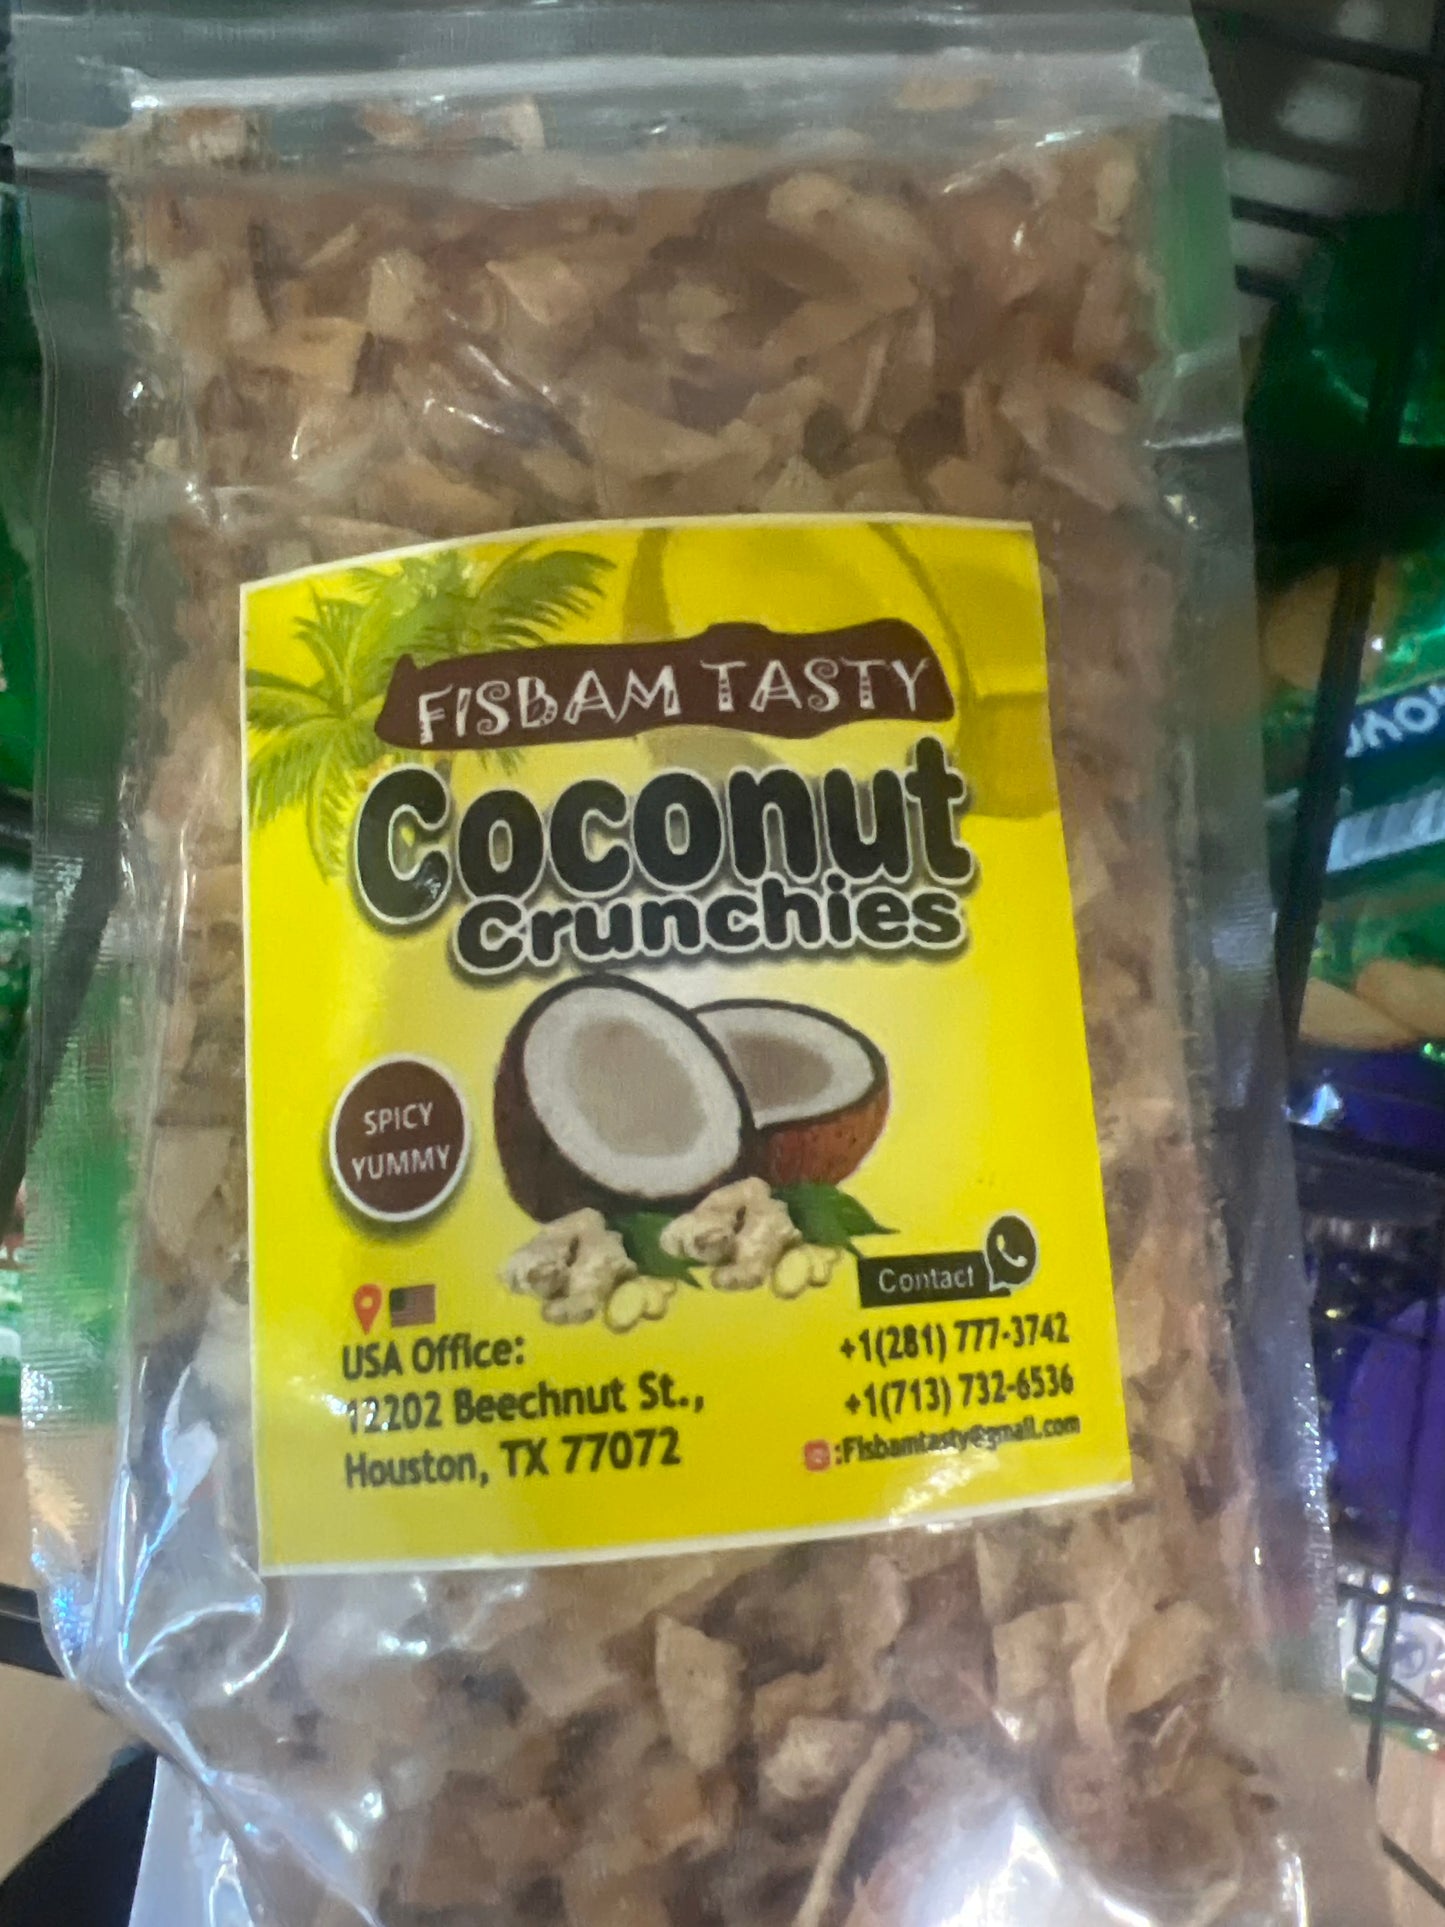 FISBAM TASTY
Coconut
Crunchies
SPICY
YUMMY
Contact
USA Office:
12202 Beechnut St.,
Houston, TX 77072
+1(281) 777-3742
+1(713) 732-6536
:Fisbamtasty@gmail.com